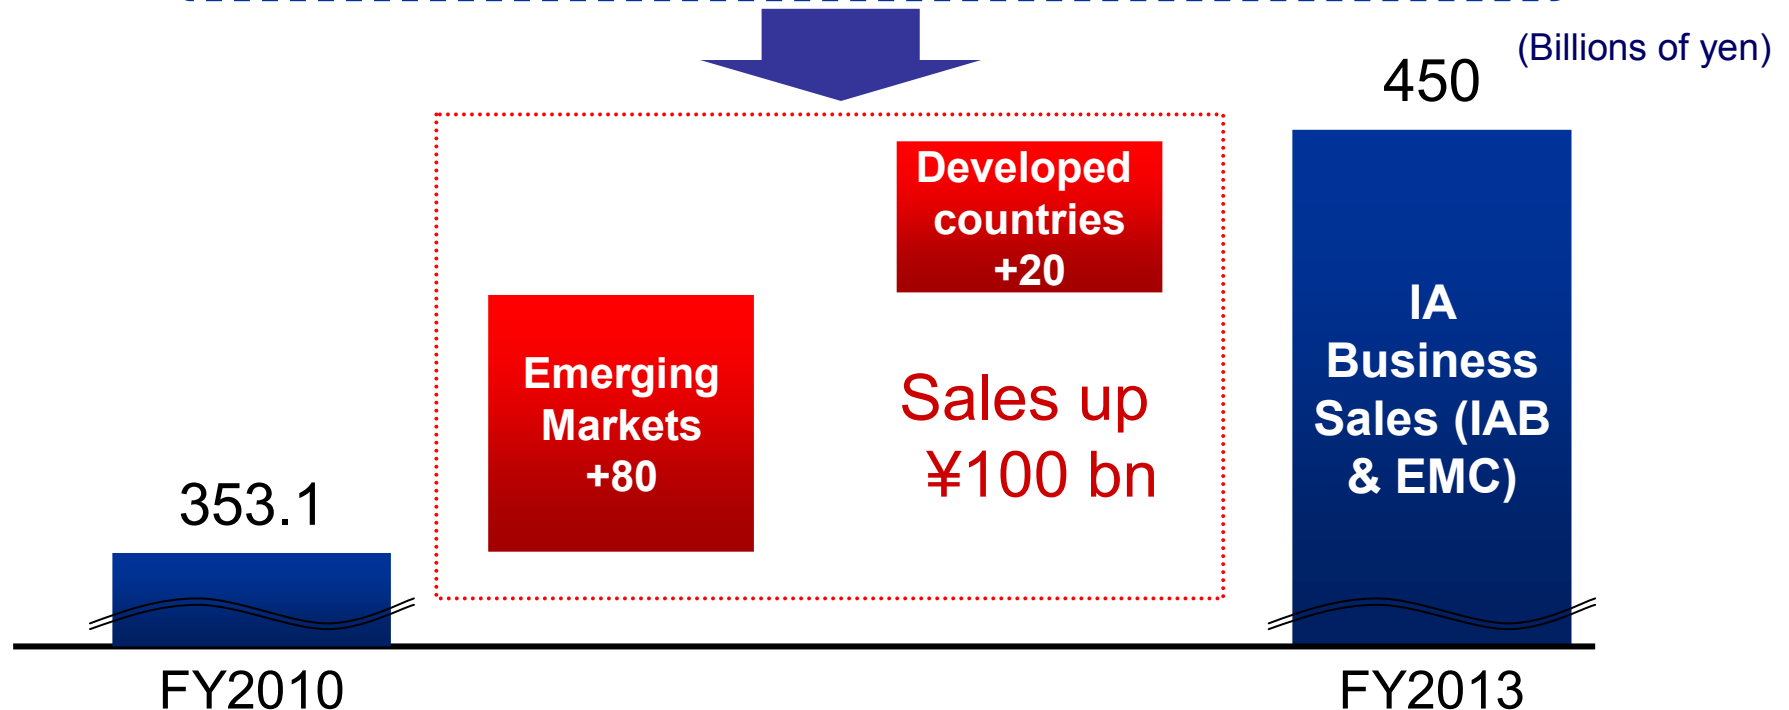 (Billions of yen)
450
Developed
countries
+20
IA
Business
Sales (IAB
& EMC)
Emerging
Markets
+80
Sales up
¥100 bn
353.1
FY2010
FY2013